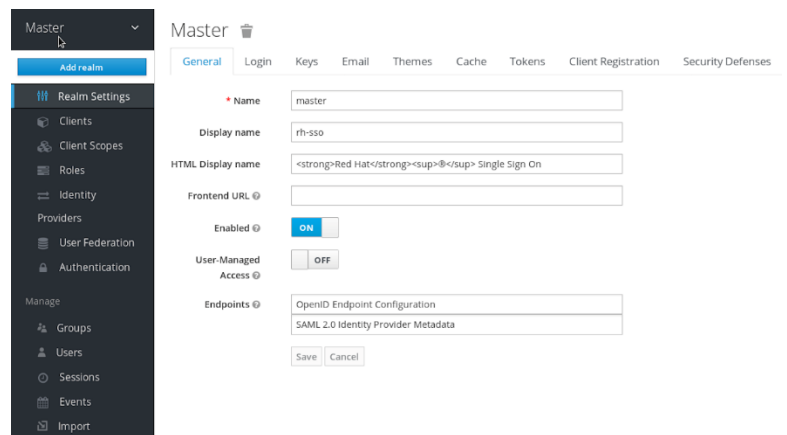 Master
Add realm
Realm Settings
Clients
Client Scopes
Roles
Identity
Providers
User Federation
Authentication
Manage
Groups
Users
Sessions
Events
Import
Master
General Login Keys Email Themes Cache Tokens Client Registration Security Defenses
* Name master
Display name rh-sso
HTML Display name <strong>Red Hat</strong><sup>®</sup> Single Sign On
Frontend URL
Enabled ON
User-Managed
Access OFF
Endpoints OpenID Endpoint Configuration
SAML 2.0 Identity Provider Metadata
Save Cancel